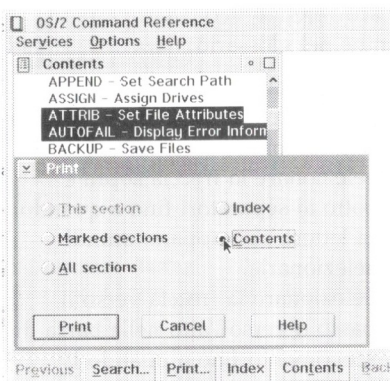 OS/2 Command Reference
Services Options Help
Contents
APPEND - Set Search Path
ASSIGN - Assign Drives
ATTRIB - Set File Attributes
AUTOFAIL - Display Error Inform
BACKUP - Save Files
Print
This section
Index
Marked sections
Contents
All sections
Print Cancel Help
Previous Search... Print... Index Contents Back